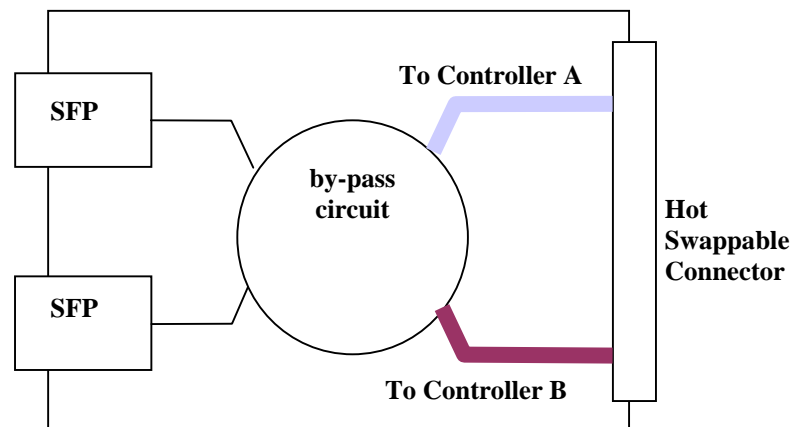 To Controller A
SFP
by-pass
circuit
Hot
Swappable
Connector
SFP
To Controller B